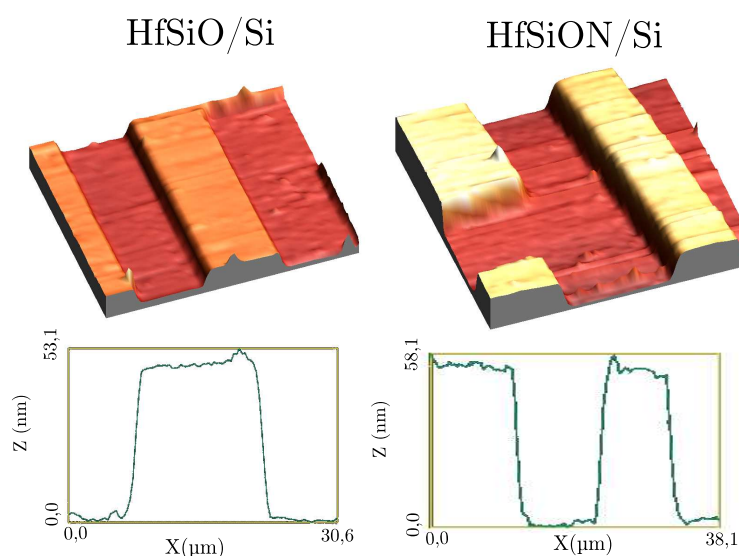 HfSiO/Si
HfSiON/Si
53,1
Z (nm)
0,0
0,0
X(μm)
30,6
58,1
Z (nm)
0,0
0,0
X(μm)
38,1